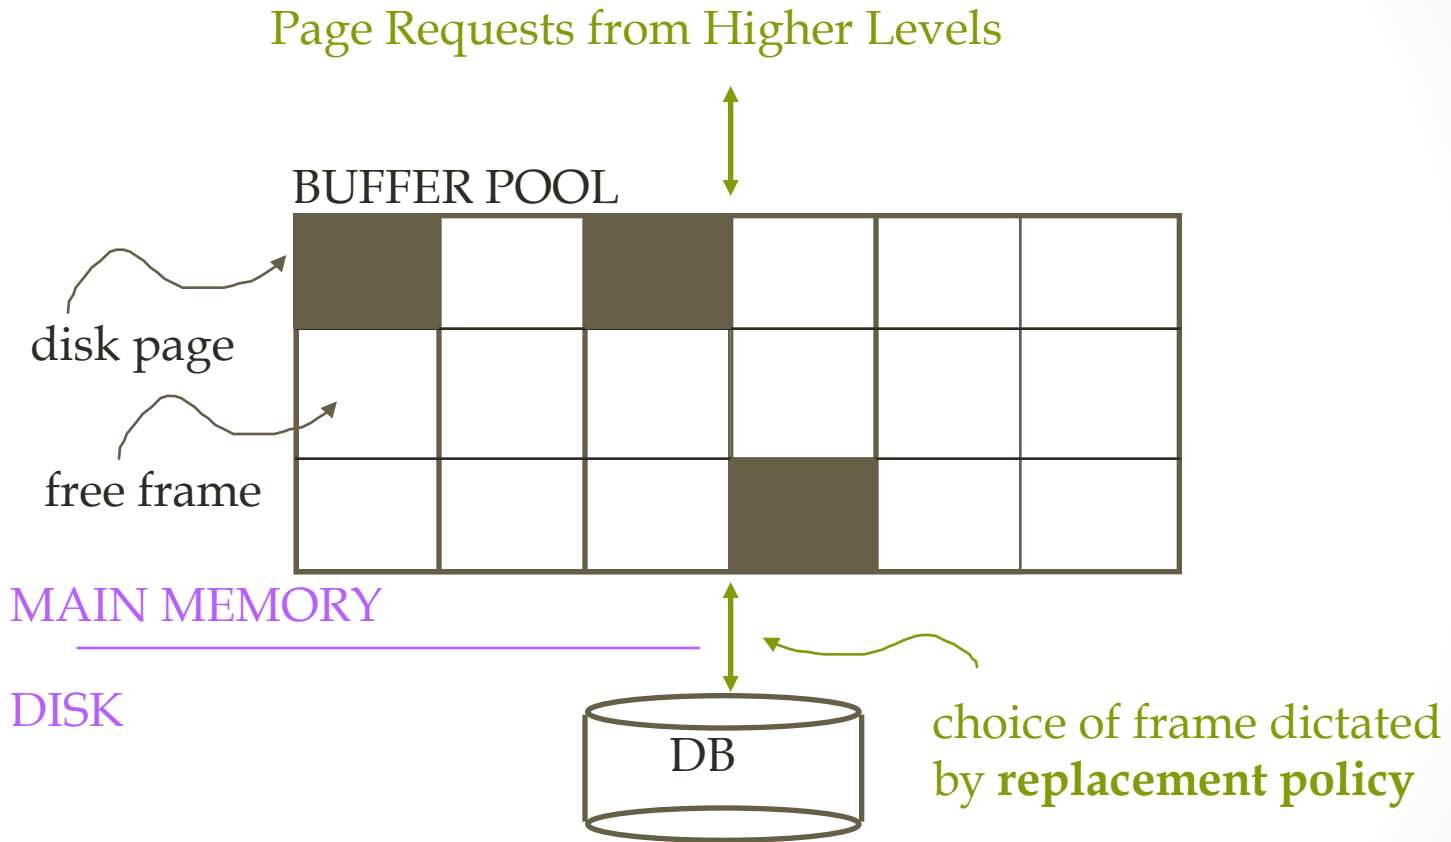 Page Requests from Higher Levels
BUFFER POOL
disk page
free frame
MAIN MEMORY
DISK
DB
choice of frame dictated
by replacement policy